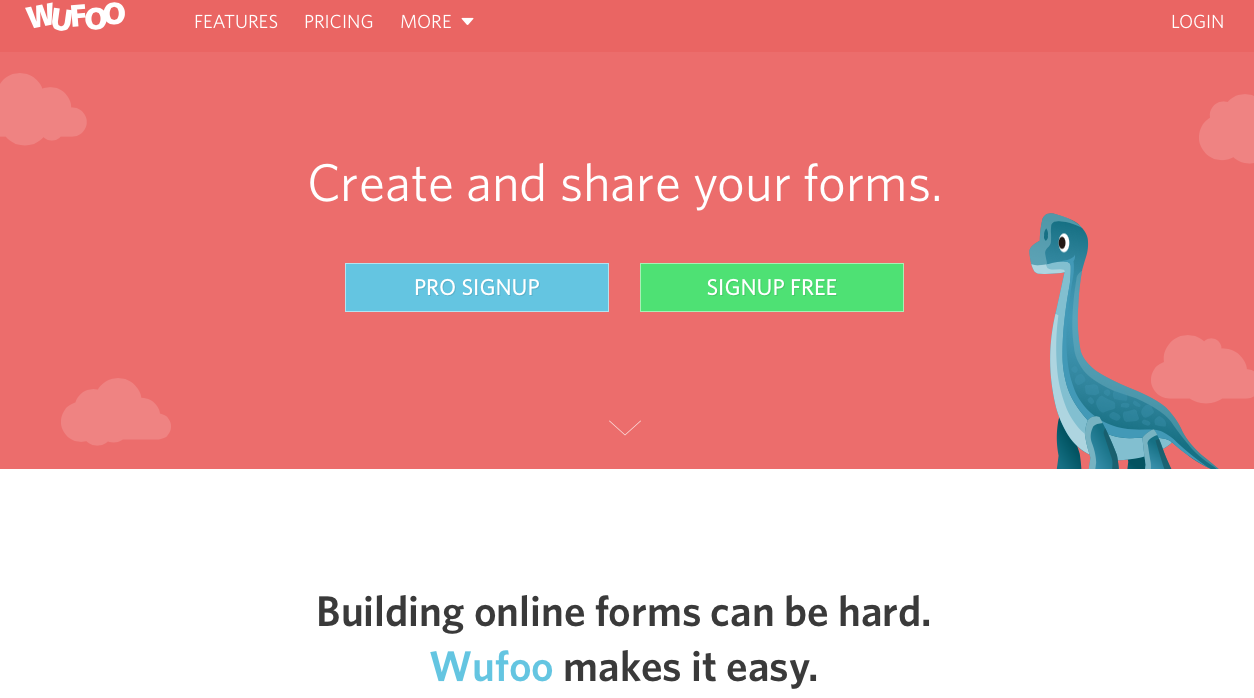 WUFOO
FEATURES PRICING MORE LOGIN
Create and share your forms.
PRO SIGNUP SIGNUP FREE
Building online forms can be hard.
Wufoo makes it easy.